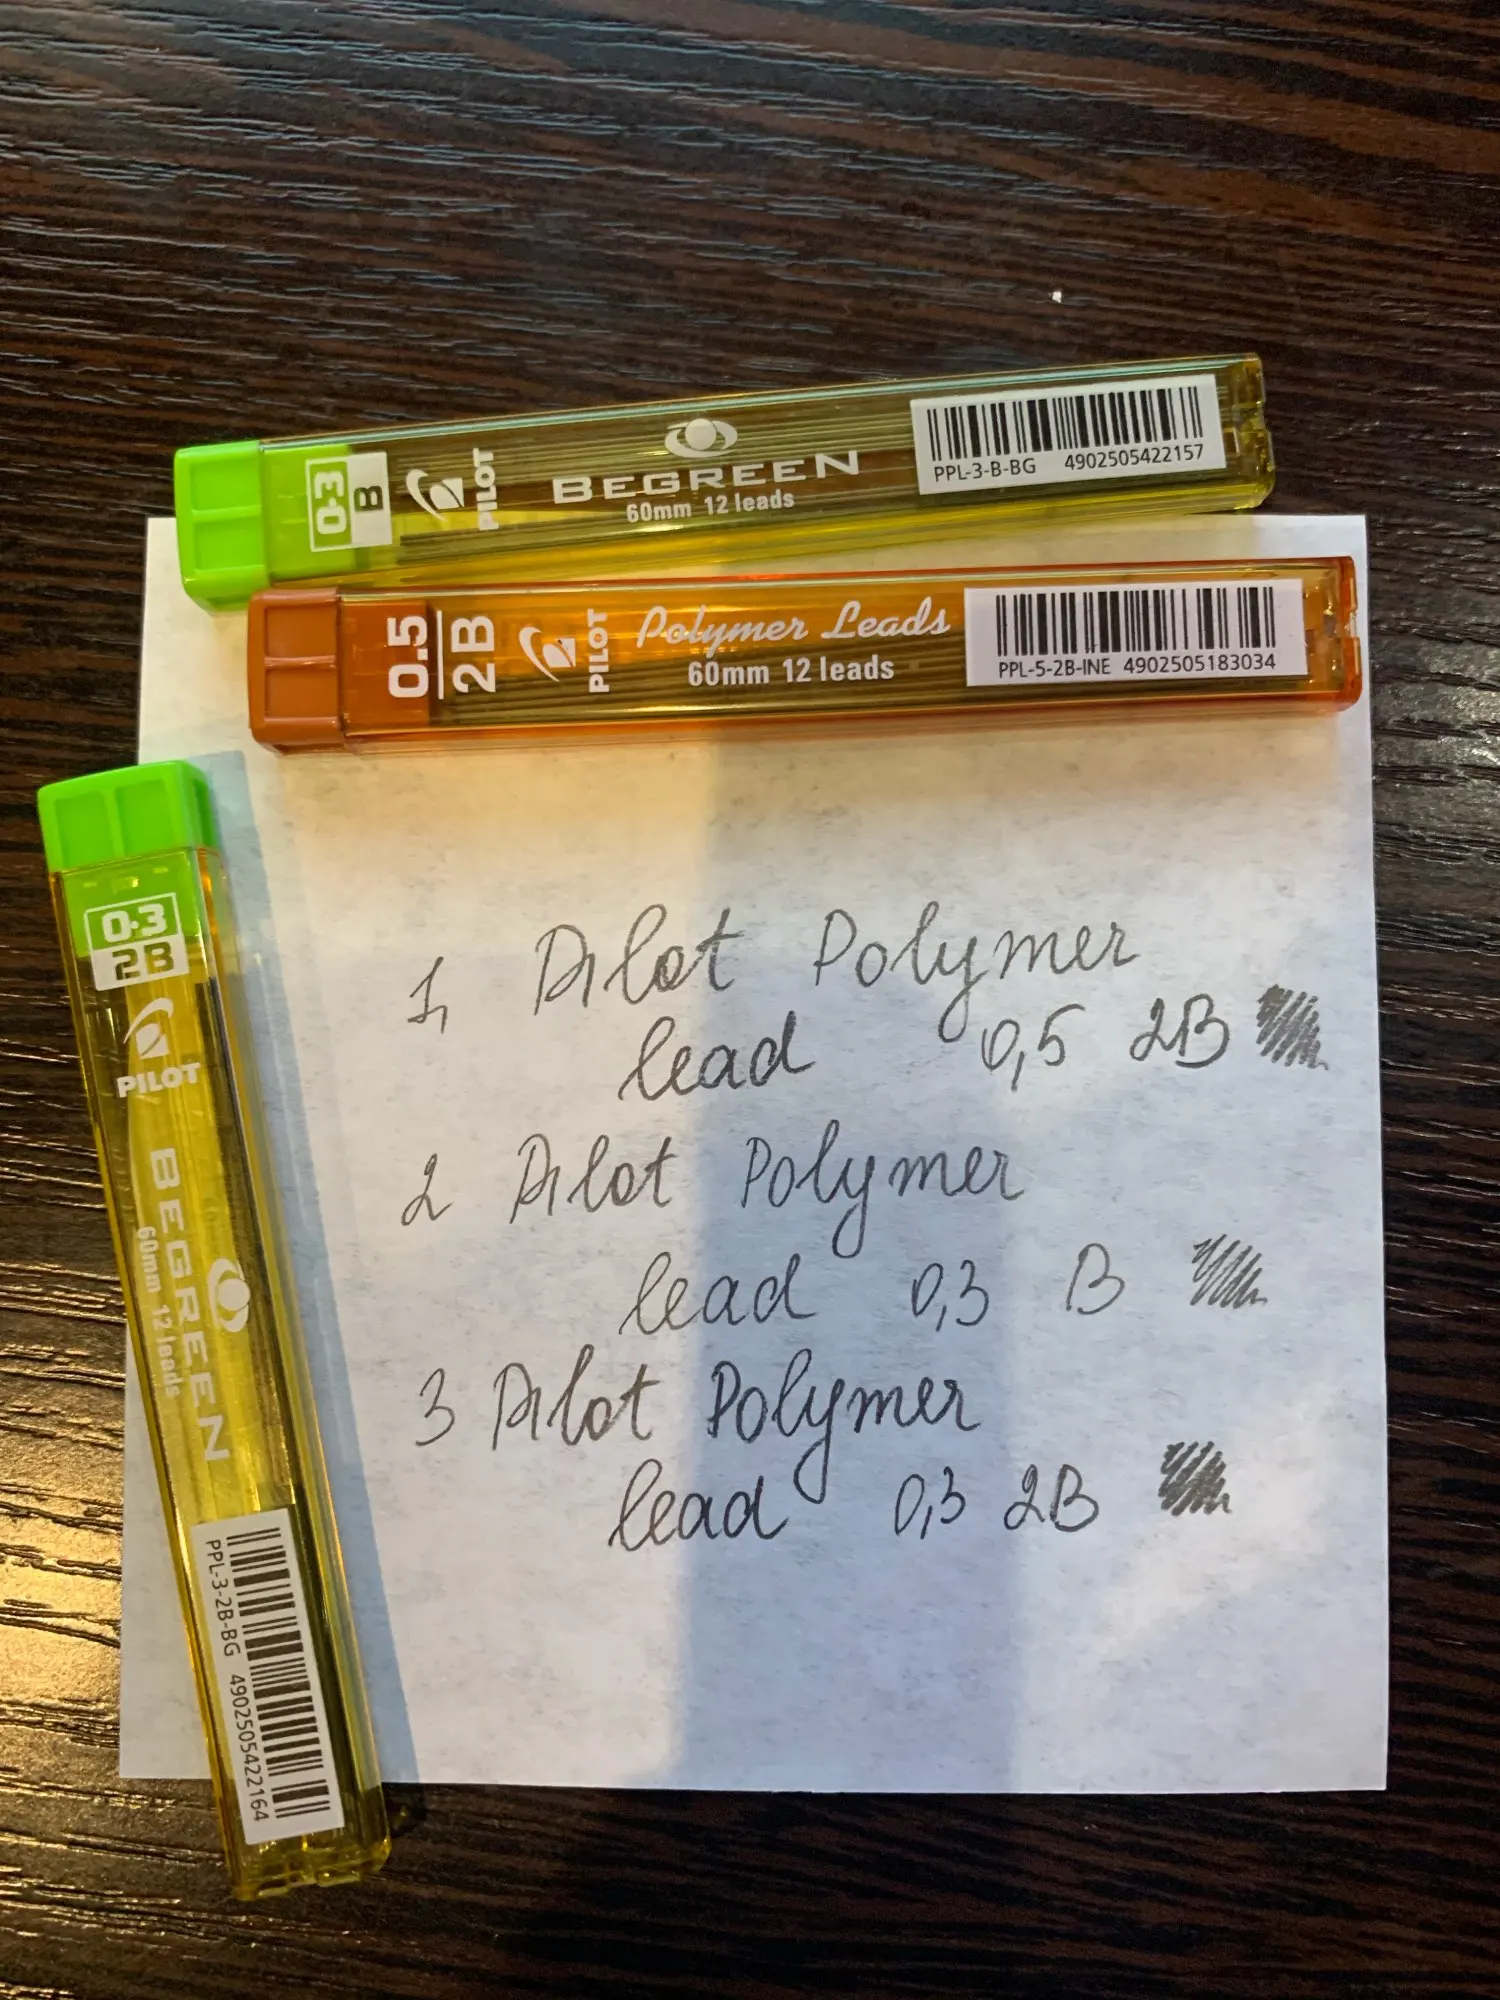 0.3
B
PILOT
BEGREEN
60mm 12 leads
PPL-3-B-BG 4902505422157
0.5
2B
PILOT
Polymer Leads
60mm 12 leads
PPL-5-2B-INE 4902505183034
0.3
2B
PILOT
BEGREEN
60mm 12 leads
PPL-3-2B-BG 4902505422164
1, Pilot Polymer
lead 0,5 2B
2 Pilot Polymer
lead 0,3 B
3 Pilot Polymer
lead 0,3 2B